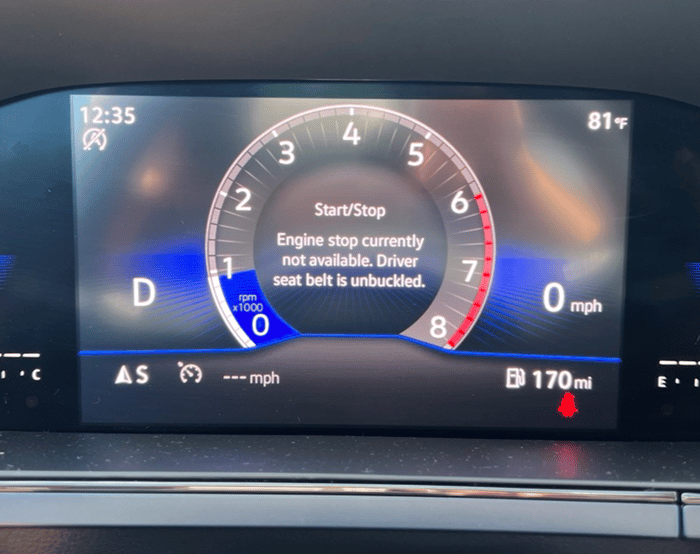 12:35
81°F
4
3
5
2
6
Start/Stop
Engine stop currently
not available. Driver
seat belt is unbuckled.
1
7
D
rpm
x1000
0
8
0 mph
S
--- mph
170 mi
C
E